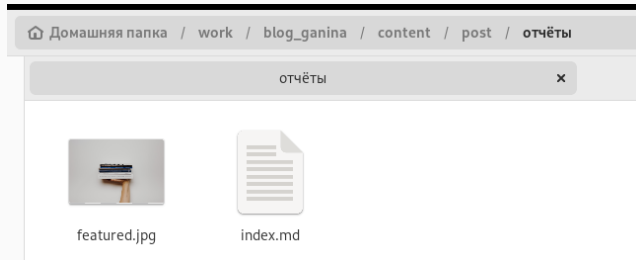 Домашняя папка / work / blog_ganina / content / post / отчёты
отчёты
featured.jpg index.md